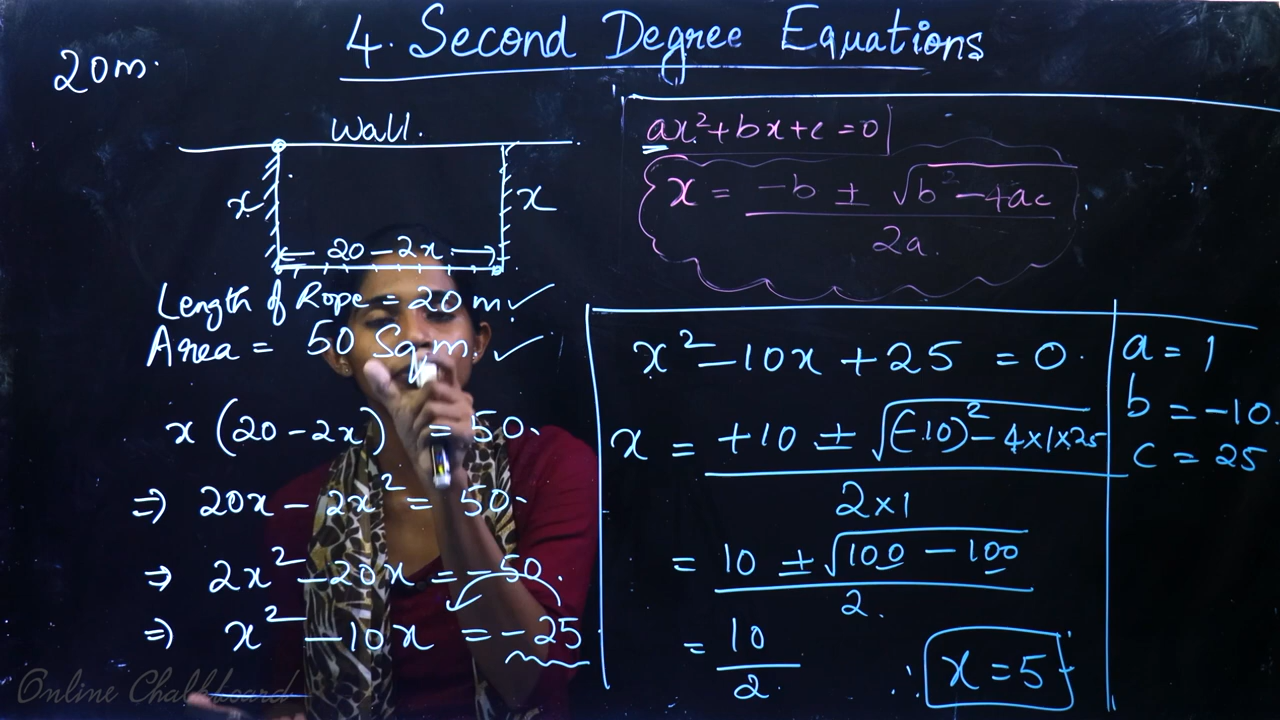 4. Second Degree Equations
20m.
Wall.
x
x
← 20 – 2x →
Length of Rope = 20 m ✓
Area = 50 Sq.m. ✓
x (20 – 2x) = 50.
⇒ 20x – 2x² = 50.
⇒ 2x² – 20x = –50.
⇒ x² – 10x = –25
ax² + bx + c = 0
x = (–b ± √(b² – 4ac)) / 2a
x² – 10x + 25 = 0.
x = (+10 ± √((–10)² – 4×1×25)) / (2×1)
= (10 ± √(100 – 100)) / 2.
= 10 / 2
∴ x = 5
a = 1
b = –10.
c = 25
Online Chalkboard